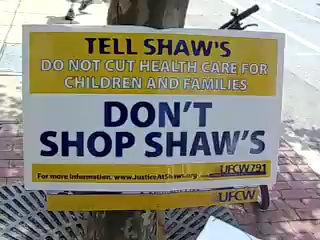 TELL SHAW'S
DO NOT CUT HEALTH CARE FOR
CHILDREN AND FAMILIES
DON'T
SHOP SHAW'S
For more information, www.JusticeAtShaws.org
UFCW791
UFCW